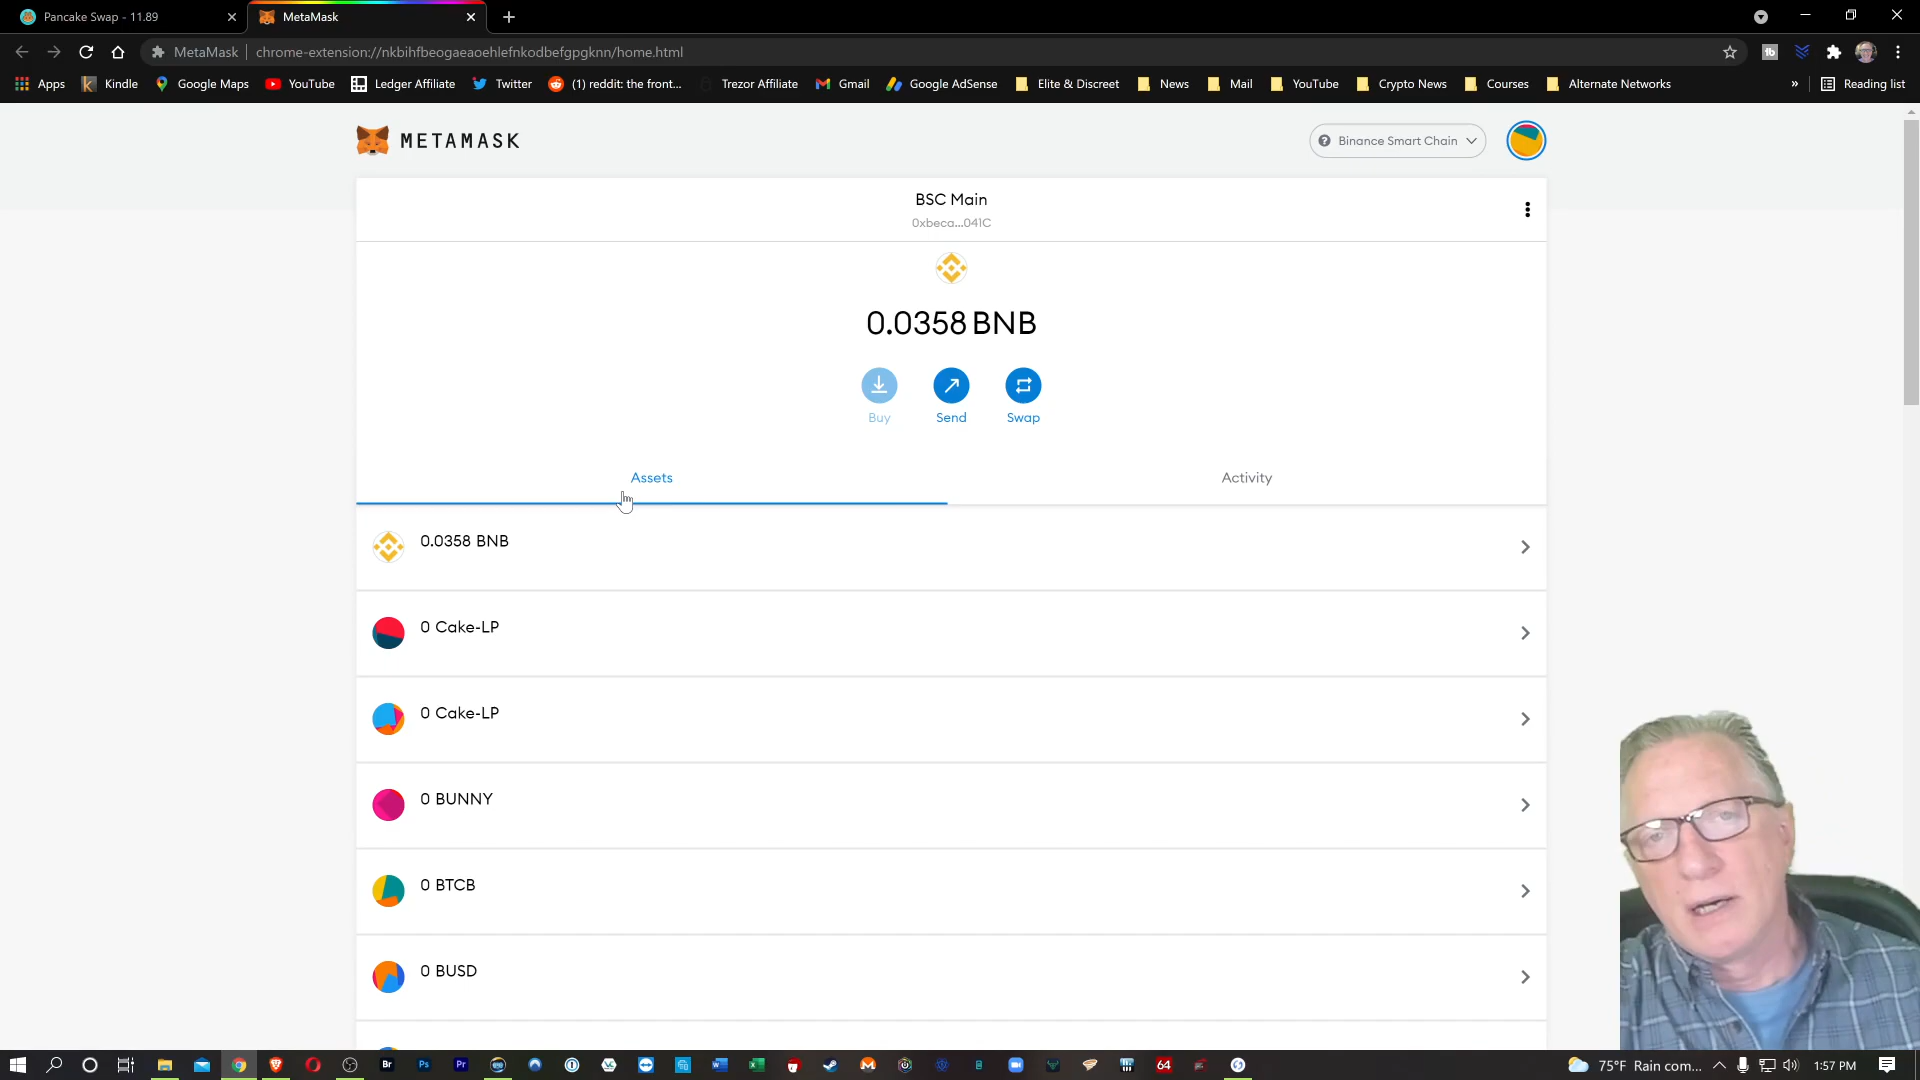 Pancake Swap - 11.89
MetaMask
MetaMask
chrome-extension://nkbihfbeogaeaoehlefnkodbefgpgknn/home.html
Apps
Kindle
Google Maps
YouTube
Ledger Affiliate
Twitter
(1) reddit: the front...
Trezor Affiliate
Gmail
Google AdSense
Elite & Discreet
News
Mail
YouTube
Crypto News
Courses
Alternate Networks
»
Reading list
METAMASK
Binance Smart Chain
BSC Main
0xbeca...041C
0.0358 BNB
Buy
Send
Swap
Assets
Activity
0.0358 BNB
0 Cake-LP
0 Cake-LP
0 BUNNY
0 BTCB
0 BUSD
Br
Ps
Pr
64
75°F Rain com...
1:57 PM